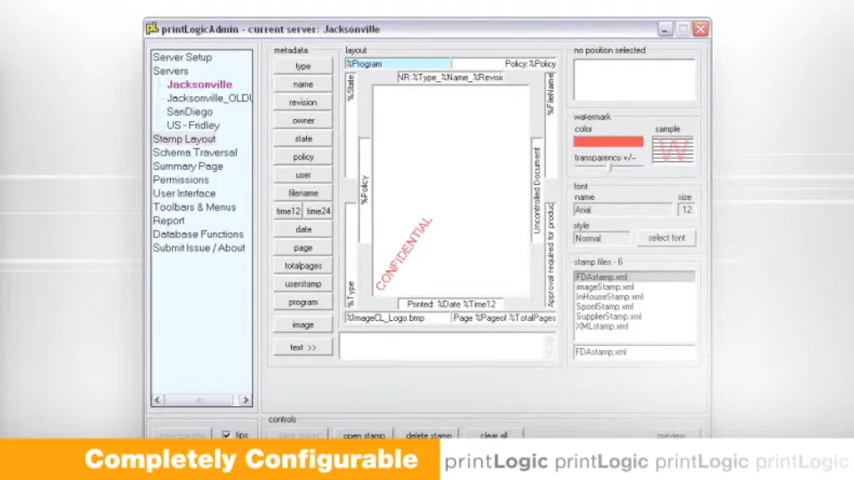 printLogicAdmin - current server: Jacksonville
Server Setup
Servers
Jacksonville
Jacksonville_OLDU
SanDiego
US - Fridley
Stamp Layout
Schema Traversal
Summary Page
Permissions
User Interface
Toolbars & Menus
Report
Database Functions
Submit Issue / About
tips
metadata
type
name
revision
owner
state
policy
user
filename
time12 time24
date
page
totalpages
userstamp
program
image
text >>
layout
%Program
Policy:%Policy
NR:%Type_%Name_%Revisi
%State
%FileName
%Policy
Uncontrolled Document
CONFIDENTIAL
%Type
Approval required for produc
Printed: %Date %Time12
%ImageCL_Logo.bmp
Page %Pageof %TotalPages
no position selected
watermark
color
sample
W
transparency +/-
font
name
size
Arial
12
style
Normal
select font
stamp files - 6
FDAstamp.xml
imageStamp.xml
InHouseStamp.xml
SpoolStamp.xml
SupplierStamp.xml
XMLstamp.xml
FDAstamp.xml
controls
open stamp
delete stamp
clear all
preview
Completely Configurable
printLogic printLogic printLogic printLogic